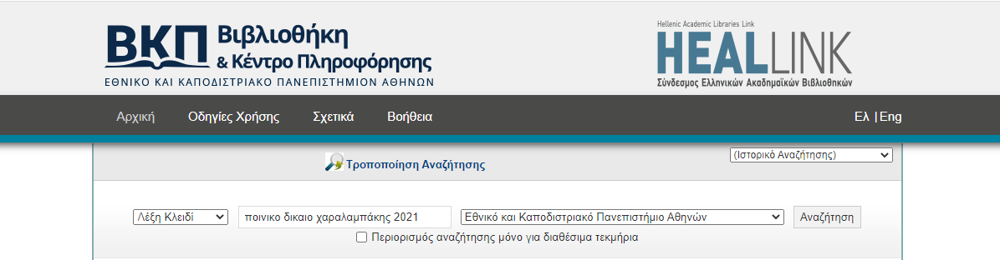 ΒΚΠ Βιβλιοθήκη
& Κέντρο Πληροφόρησης
ΕΘΝΙΚΟ ΚΑΙ ΚΑΠΟΔΙΣΤΡΙΑΚΟ ΠΑΝΕΠΙΣΤΗΜΙΟΝ ΑΘΗΝΩΝ
Hellenic Academic Libraries Link
HEALLINK
Σύνδεσμος Ελληνικών Ακαδημαϊκών Βιβλιοθηκών
Αρχική Οδηγίες Χρήσης Σχετικά Βοήθεια Ελ | Eng
Τροποποίηση Αναζήτησης (Ιστορικό Αναζήτησης)
Λέξη Κλειδί ποινικο δικαιο χαραλαμπάκης 2021 Εθνικό και Καποδιστριακό Πανεπιστήμιο Αθηνών Αναζήτηση
Περιορισμός αναζήτησης μόνο για διαθέσιμα τεκμήρια